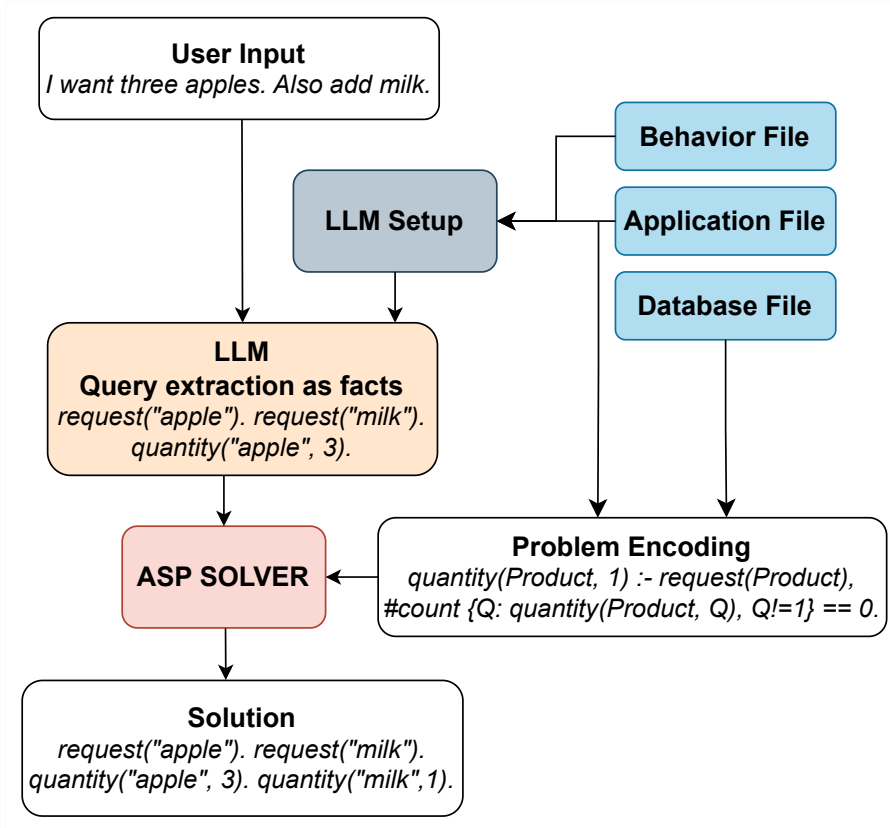 User Input
I want three apples. Also add milk.
Behavior File
LLM Setup
Application File
Database File
LLM
Query extraction as facts
request("apple"). request("milk").
quantity("apple", 3).
ASP SOLVER
Problem Encoding
quantity(Product, 1) :- request(Product),
#count {Q: quantity(Product, Q), Q!=1} == 0.
Solution
request("apple"). request("milk").
quantity("apple", 3). quantity("milk",1).